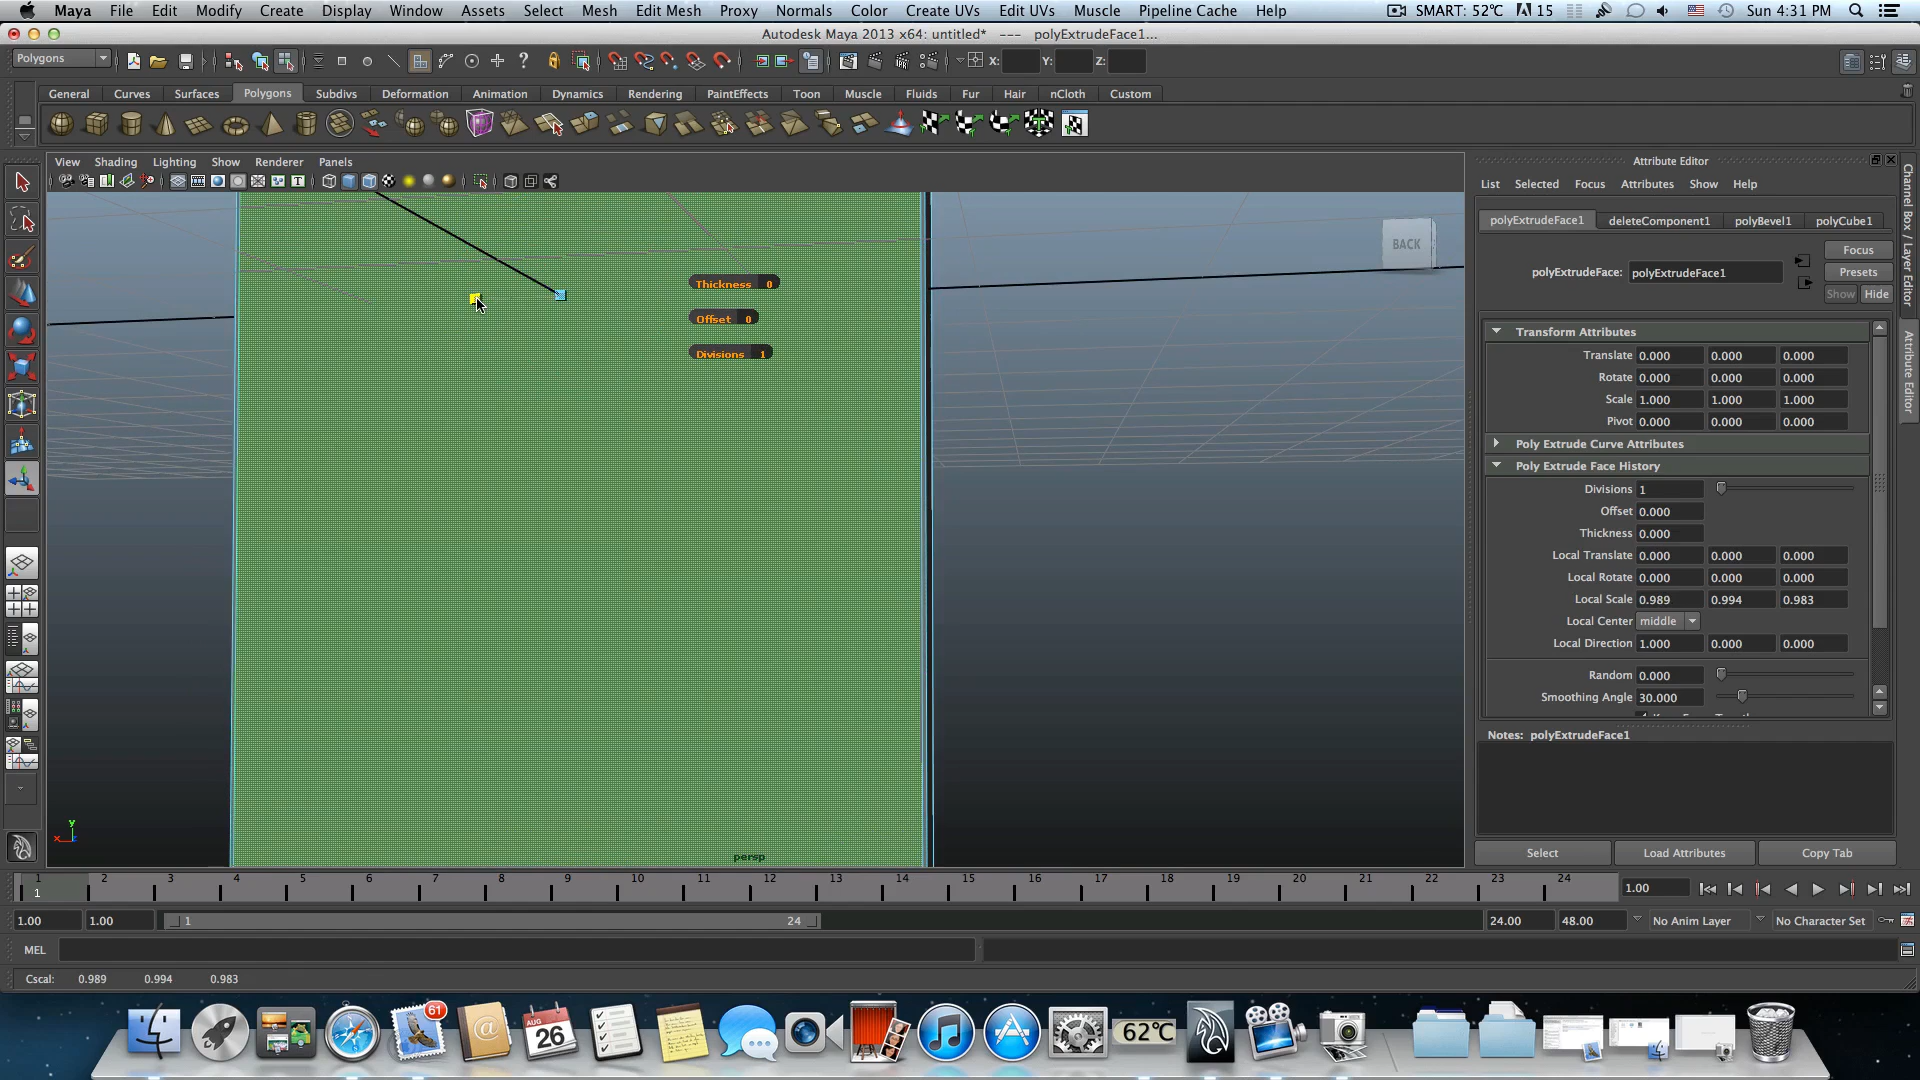 Maya File Edit Modify Create Display Window Assets Select Mesh Edit Mesh Proxy Normals Color Create UVs Edit UVs Muscle Pipeline Cache Help SMART: 52℃ 15 Sun 4:31 PM
Autodesk Maya 2013 x64: untitled* --- polyExtrudeFace1...
Polygons X: Y: Z:
General Curves Surfaces Polygons Subdivs Deformation Animation Dynamics Rendering PaintEffects Toon Muscle Fluids Fur Hair nCloth Custom
View Shading Lighting Show Renderer Panels
Attribute Editor
List Selected Focus Attributes Show Help
polyExtrudeFace1 deleteComponent1 polyBevel1 polyCube1
BACK
Focus
polyExtrudeFace: polyExtrudeFace1 Presets
Show Hide
Thickness 0
Offset 0
Divisions 1
Transform Attributes
Translate 0.000 0.000 0.000
Rotate 0.000 0.000 0.000
Scale 1.000 1.000 1.000
Pivot 0.000 0.000 0.000
Poly Extrude Curve Attributes
Poly Extrude Face History
Divisions 1
Offset 0.000
Thickness 0.000
Local Translate 0.000 0.000 0.000
Local Rotate 0.000 0.000 0.000
Local Scale 0.989 0.994 0.983
Local Center middle
Local Direction 1.000 0.000 0.000
Random 0.000
Smoothing Angle 30.000
Notes: polyExtrudeFace1
Select Load Attributes Copy Tab
Channel Box / Layer Editor
Attribute Editor
y
x
persp
1 2 3 4 5 6 7 8 9 10 11 12 13 14 15 16 17 18 19 20 21 22 23 24
1 1.00
1.00 1.00 1 24 24.00 48.00 No Anim Layer No Character Set
MEL
Cscal: 0.989 0.994 0.983
61
AUG
26
62℃